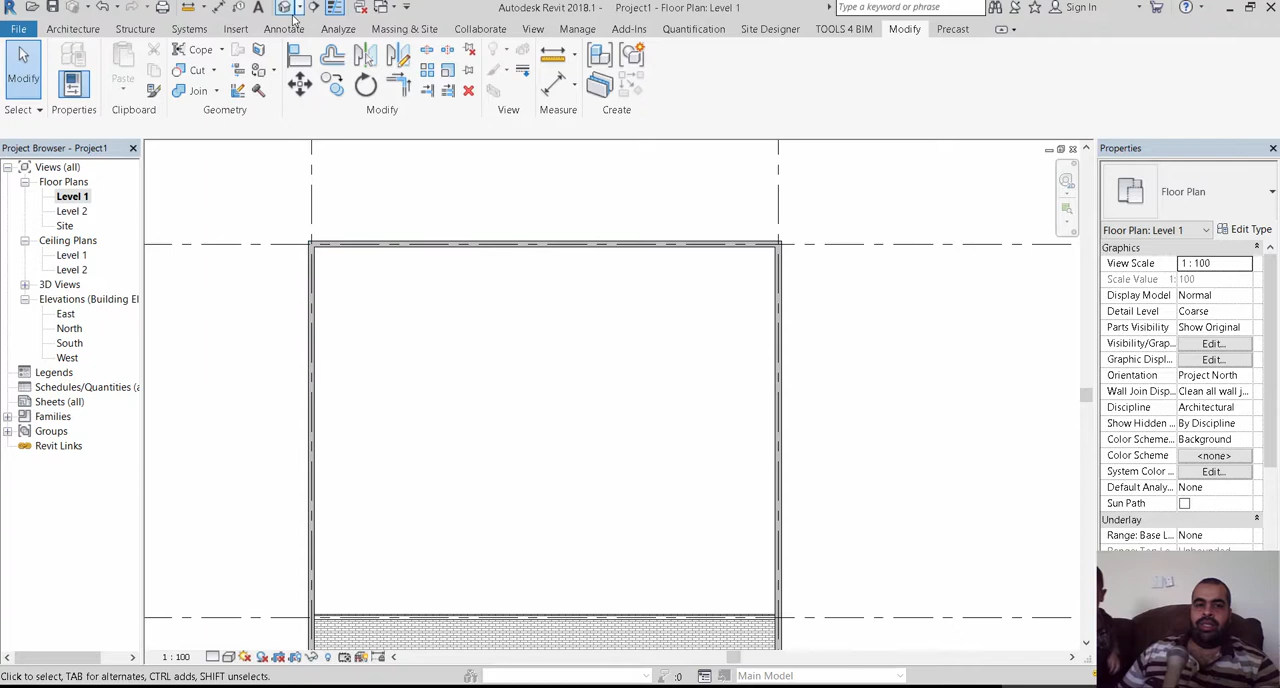 Autodesk Revit 2018.1 - Project1 - Floor Plan: Level 1
Type a keyword or phrase
Sign In
File Architecture Structure Systems Insert Annotate Analyze Massing & Site Collaborate View Manage Add-Ins Quantification Site Designer TOOLS 4 BIM Modify Precast
Modify
Paste
Cope
Cut
Join
Select Properties Clipboard Geometry Modify View Measure Create
Project Browser - Project1
Views (all)
Floor Plans
Level 1
Level 2
Site
Ceiling Plans
Level 1
Level 2
3D Views
Elevations (Building El
East
North
South
West
Legends
Schedules/Quantities (a
Sheets (all)
Families
Groups
Revit Links
Properties
Floor Plan
Floor Plan: Level 1 Edit Type
Graphics
View Scale 1 : 100
Scale Value 1: 100
Display Model Normal
Detail Level Coarse
Parts Visibility Show Original
Visibility/Grap... Edit...
Graphic Displ... Edit...
Orientation Project North
Wall Join Disp... Clean all wall j...
Discipline Architectural
Show Hidden ... By Discipline
Color Scheme... Background
Color Scheme <none>
System Color ... Edit...
Default Analy... None
Sun Path
Underlay
Range: Base L... None
1 : 100
Click to select, TAB for alternates, CTRL adds, SHIFT unselects.
:0
Main Model